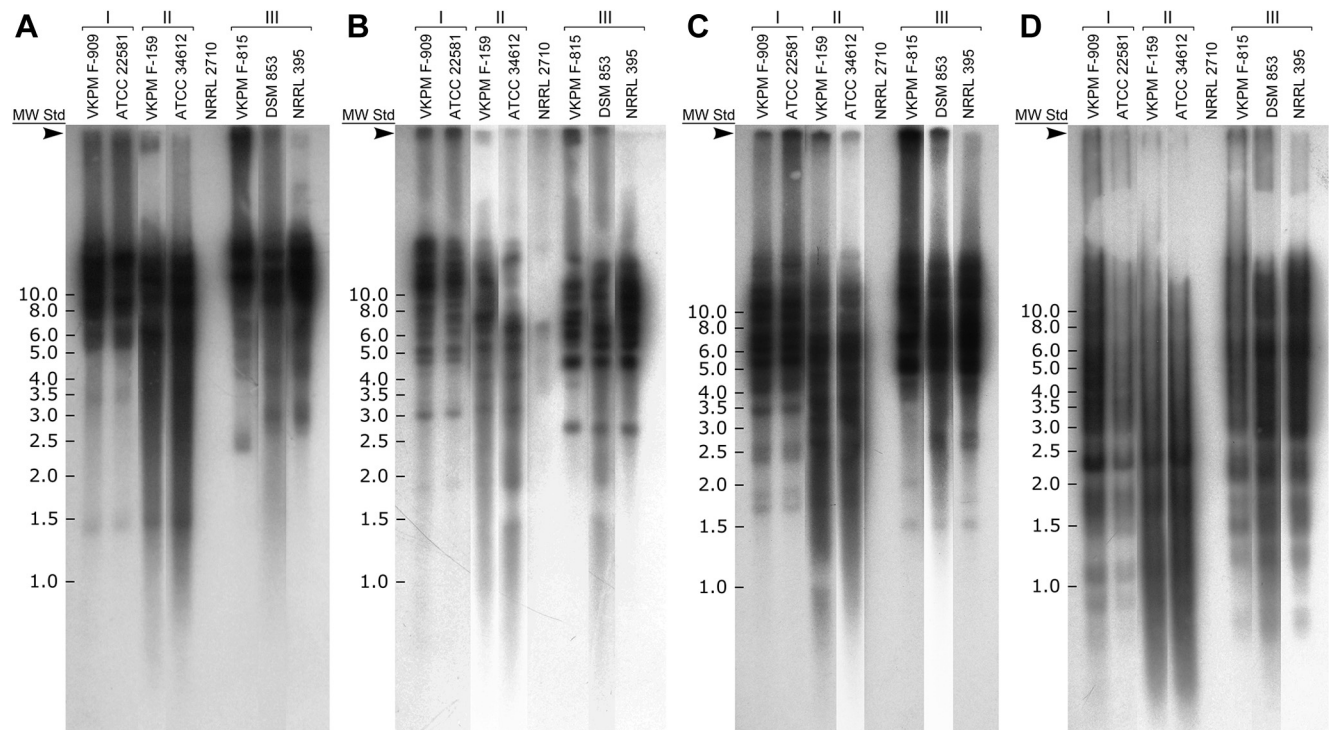 A
I II III
VKPM F-909
ATCC 22581
VKPM F-159
ATCC 34612
NRRL 2710
VKPM F-815
DSM 853
NRRL 395
MW Std
10.0
8.0
6.0
5.0
4.0
3.5
3.0
2.5
2.0
1.5
1.0
B
I II III
VKPM F-909
ATCC 22581
VKPM F-159
ATCC 34612
NRRL 2710
VKPM F-815
DSM 853
NRRL 395
MW Std
10.0
8.0
6.0
5.0
4.0
3.5
3.0
2.5
2.0
1.5
1.0
C
I II III
VKPM F-909
ATCC 22581
VKPM F-159
ATCC 34612
NRRL 2710
VKPM F-815
DSM 853
NRRL 395
MW Std
10.0
8.0
6.0
5.0
4.0
3.5
3.0
2.5
2.0
1.5
1.0
D
I II III
VKPM F-909
ATCC 22581
VKPM F-159
ATCC 34612
NRRL 2710
VKPM F-815
DSM 853
NRRL 395
MW Std
10.0
8.0
6.0
5.0
4.0
3.5
3.0
2.5
2.0
1.5
1.0